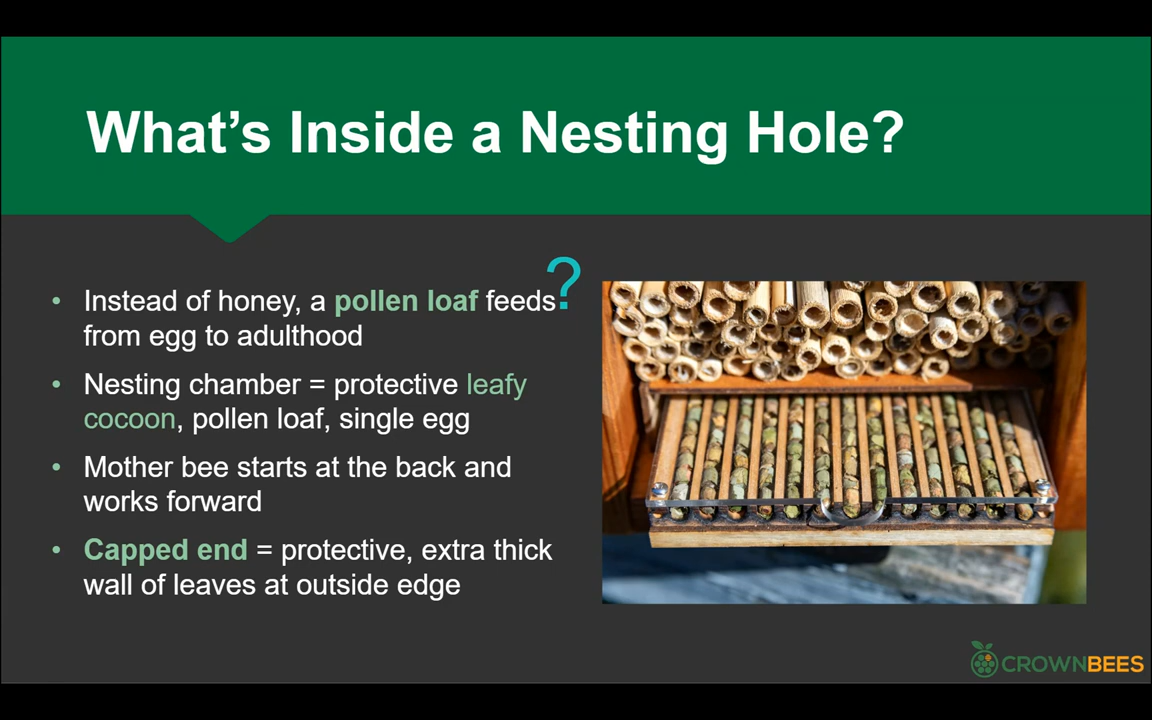 What's Inside a Nesting Hole?
?
• Instead of honey, a pollen loaf feeds
from egg to adulthood
• Nesting chamber = protective leafy
cocoon, pollen loaf, single egg
• Mother bee starts at the back and
works forward
• Capped end = protective, extra thick
wall of leaves at outside edge
CROWNBEES